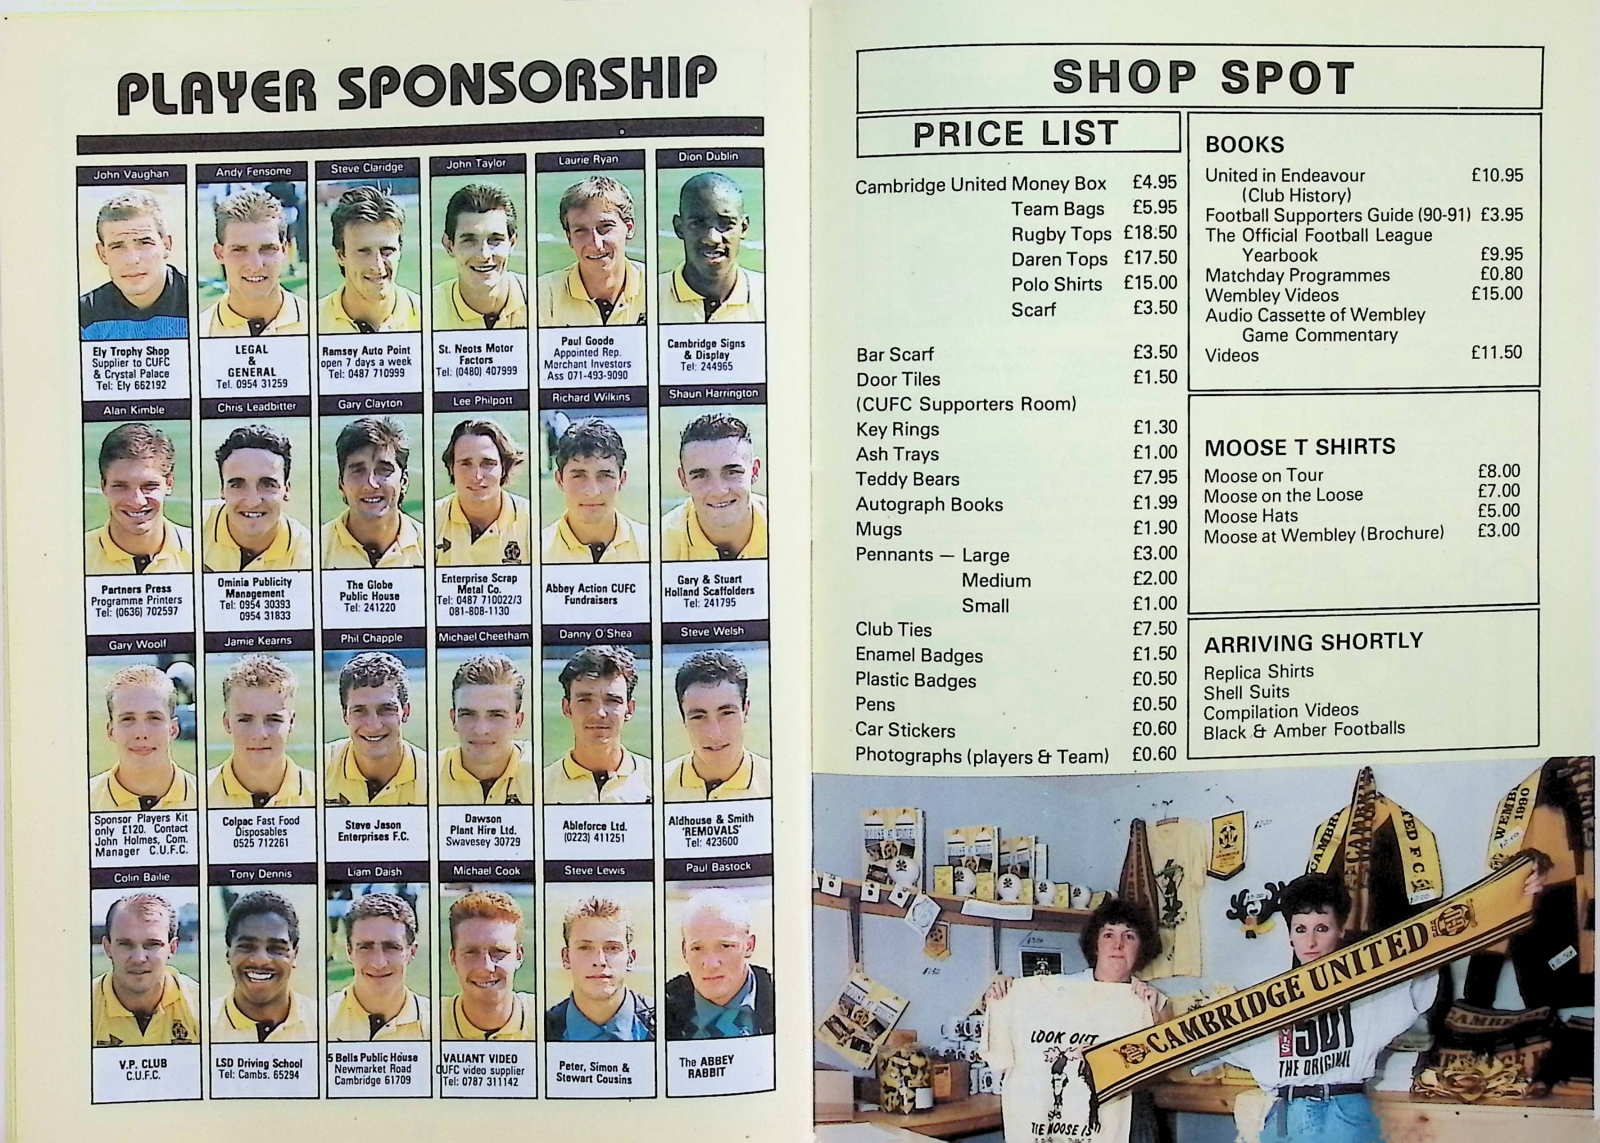 PLAYER SPONSORSHIP
John Vaughan
Andy Fensome
Steve Claridge
John Taylor
Laurie Ryan
Dion Dublin
Ely Trophy Shop
Supplier to CUFC
& Crystal Palace
Tel: Ely 662192
LEGAL
&
GENERAL
Tel. 0954 31259
Ramsey Auto Point
open 7 days a week
Tel: 0487 710999
St. Neots Motor
Factors
Tel: (0480) 407999
Paul Goode
Appointed Rep.
Merchant Investors
Ass 071-493-9090
Cambridge Signs
& Display
Tel: 244965
Alan Kimble
Chris Leadbitter
Gary Clayton
Lee Philpott
Richard Wilkins
Shaun Harrington
Partners Press
Programme Printers
Tel: (0636) 702597
Ominia Publicity
Management
Tel: 0954 30393
0954 31833
The Globe
Public House
Tel: 241220
Enterprise Scrap
Metal Co.
Tel: 0487 710022/3
081-808-1130
Abbey Action CUFC
Fundraisers
Gary & Stuart
Holland Scaffolders
Tel: 241795
Gary Woolf
Jamie Kearns
Phil Chapple
Michael Cheetham
Danny O'Shea
Steve Welsh
Sponsor Players Kit
only £120. Contact
John Holmes, Com.
Manager C.U.F.C.
Colpac Fast Food
Disposables
0525 712261
Steve Jason
Enterprises F.C.
Dawson
Plant Hire Ltd.
Swavesey 30729
Ableforce Ltd.
(0223) 411251
Aldhouse & Smith
'REMOVALS'
Tel: 423600
Colin Bailie
Tony Dennis
Liam Daish
Michael Cook
Steve Lewis
Paul Bastock
V.P. CLUB
C.U.F.C.
LSD Driving School
Tel: Cambs. 65294
5 Bells Public House
Newmarket Road
Cambridge 61709
VALIANT VIDEO
CUFC video supplier
Tel: 0787 311142
Peter, Simon &
Stewart Cousins
The ABBEY
RABBIT
SHOP SPOT
PRICE LIST
Cambridge United Money Box £4.95
Team Bags £5.95
Rugby Tops £18.50
Daren Tops £17.50
Polo Shirts £15.00
Scarf £3.50
Bar Scarf £3.50
Door Tiles £1.50
(CUFC Supporters Room)
Key Rings £1.30
Ash Trays £1.00
Teddy Bears £7.95
Autograph Books £1.99
Mugs £1.90
Pennants — Large £3.00
Medium £2.00
Small £1.00
Club Ties £7.50
Enamel Badges £1.50
Plastic Badges £0.50
Pens £0.50
Car Stickers £0.60
Photographs (players & Team) £0.60
BOOKS
United in Endeavour £10.95
(Club History)
Football Supporters Guide (90-91) £3.95
The Official Football League
Yearbook £9.95
Matchday Programmes £0.80
Wembley Videos £15.00
Audio Cassete of Wembley
Game Commentary
Videos £11.50
MOOSE T SHIRTS
Moose on Tour £8.00
Moose on the Loose £7.00
Moose Hats £5.00
Moose at Wembley (Brochure) £3.00
ARRIVING SHORTLY
Replica Shirts
Shell Suits
Compilation Videos
Black & Amber Footballs
CAMBRIDGE UNITED
LOOK OUT
501
THE ORIGINAL